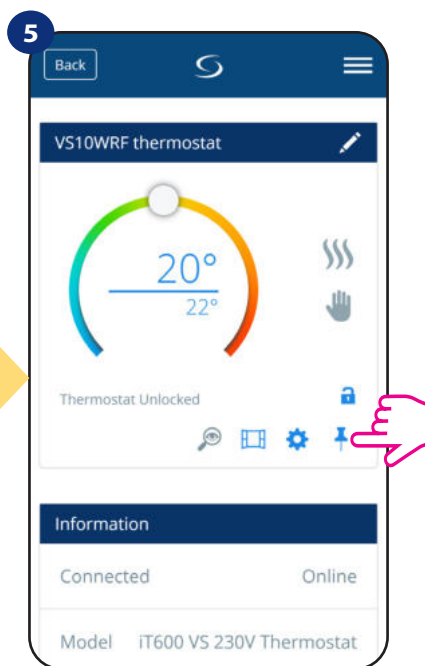 5
Back
VS10WRF thermostat
20°
22°
Thermostat Unlocked
Information
Connected Online
Model iT600 VS 230V Thermostat